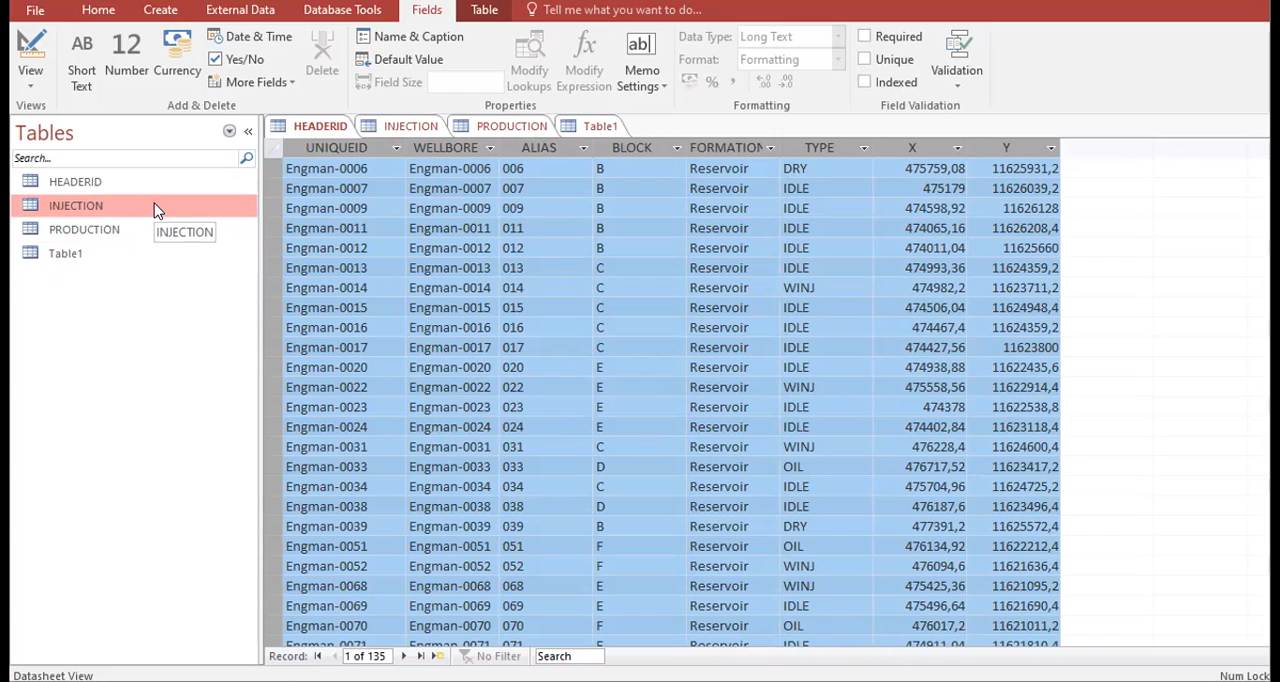 File Home Create External Data Database Tools Fields Table Tell me what you want to do...
View
Views
AB Short Text
12 Number
Currency
Date & Time
Yes/No
More Fields
Delete
Add & Delete
Name & Caption
Default Value
Field Size
Modify Lookups
fx Modify Expression
ab| Memo Settings
Properties
Data Type: Long Text
Format: Formatting
% , ←.0 .00 .00 →.0
Formatting
Required
Unique
Indexed
Validation
Field Validation
Tables
Search...
HEADERID
INJECTION
PRODUCTION
Table1
INJECTION
HEADERID INJECTION PRODUCTION Table1
UNIQUEID WELLBORE ALIAS BLOCK FORMATION TYPE X Y
Engman-0006 Engman-0006 006 B Reservoir DRY 475759,08 11625931,2
Engman-0007 Engman-0007 007 B Reservoir IDLE 475179 11626039,2
Engman-0009 Engman-0009 009 B Reservoir IDLE 474598,92 11626128
Engman-0011 Engman-0011 011 B Reservoir IDLE 474065,16 11626208,4
Engman-0012 Engman-0012 012 B Reservoir IDLE 474011,04 11625660
Engman-0013 Engman-0013 013 C Reservoir IDLE 474993,36 11624359,2
Engman-0014 Engman-0014 014 C Reservoir WINJ 474982,2 11623711,2
Engman-0015 Engman-0015 015 C Reservoir IDLE 474506,04 11624948,4
Engman-0016 Engman-0016 016 C Reservoir IDLE 474467,4 11624359,2
Engman-0017 Engman-0017 017 C Reservoir IDLE 474427,56 11623800
Engman-0020 Engman-0020 020 E Reservoir IDLE 474938,88 11622435,6
Engman-0022 Engman-0022 022 E Reservoir WINJ 475558,56 11622914,4
Engman-0023 Engman-0023 023 E Reservoir IDLE 474378 11622538,8
Engman-0024 Engman-0024 024 E Reservoir IDLE 474402,84 11623118,4
Engman-0031 Engman-0031 031 C Reservoir WINJ 476228,4 11624600,4
Engman-0033 Engman-0033 033 D Reservoir OIL 476717,52 11623417,2
Engman-0034 Engman-0034 034 C Reservoir IDLE 475704,96 11624725,2
Engman-0038 Engman-0038 038 D Reservoir IDLE 476187,6 11623496,4
Engman-0039 Engman-0039 039 B Reservoir DRY 477391,2 11625572,4
Engman-0051 Engman-0051 051 F Reservoir OIL 476134,92 11622212,4
Engman-0052 Engman-0052 052 F Reservoir WINJ 476094,6 11621636,4
Engman-0068 Engman-0068 068 E Reservoir WINJ 475425,36 11621095,2
Engman-0069 Engman-0069 069 E Reservoir IDLE 475496,64 11621690,4
Engman-0070 Engman-0070 070 F Reservoir OIL 476017,2 11621011,2
Engman-0071 Engman-0071 071 E Reservoir IDLE 474911,04 11621810,4
Record: 1 of 135 No Filter Search
Datasheet View Num Lock